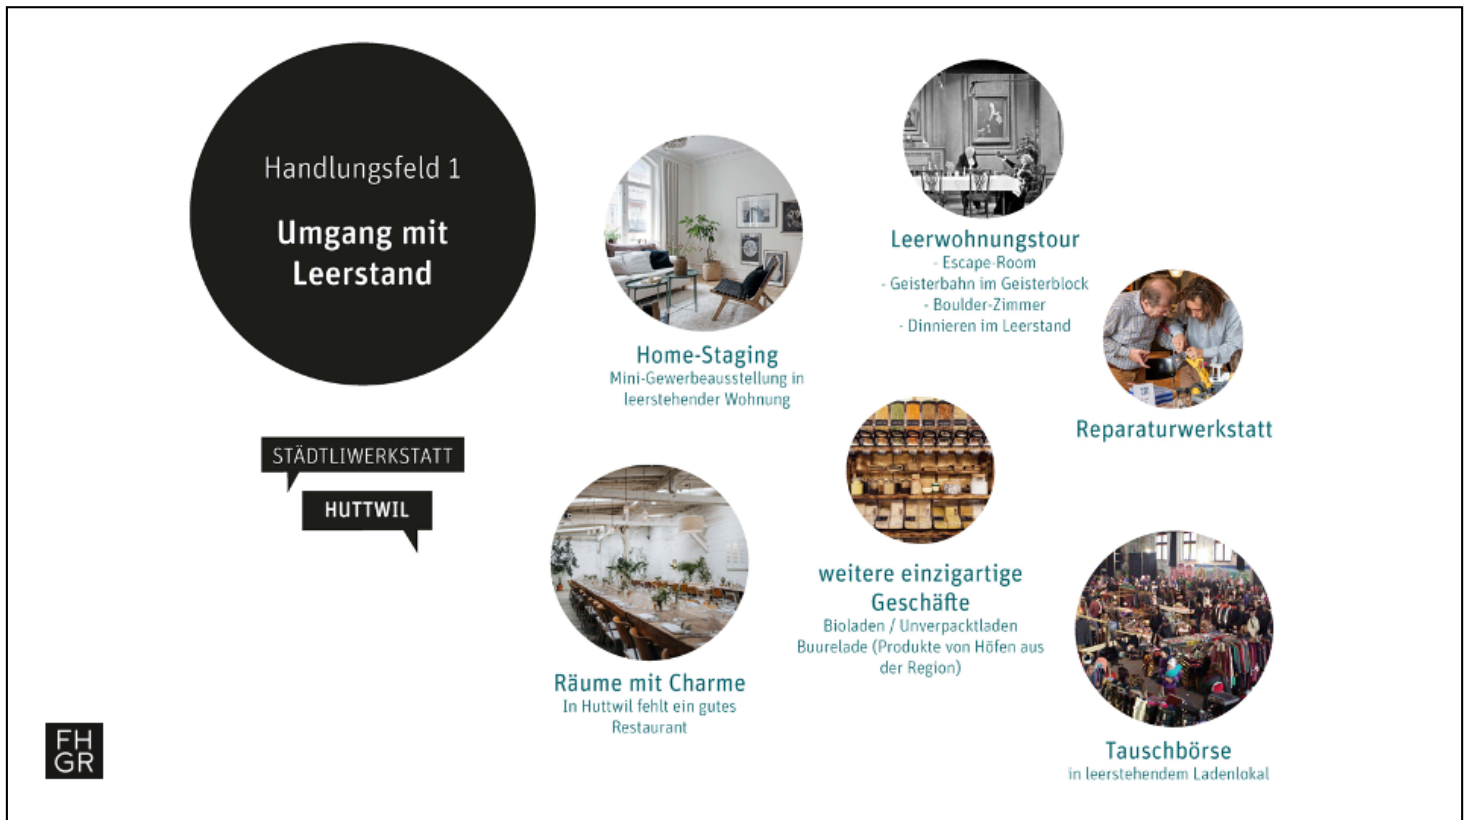 Handlungsfeld 1
Umgang mit
Leerstand
STÄDTLIWERKSTATT
HUTTWIL
Home-Staging
Mini-Gewerbeausstellung in
leerstehender Wohnung
Leerwohnungstour
- Escape-Room
- Geisterbahn im Geisterblock
- Boulder-Zimmer
- Dinnieren im Leerstand
Reparaturwerkstatt
Räume mit Charme
In Huttwil fehlt ein gutes
Restaurant
weitere einzigartige
Geschäfte
Bioladen / Unverpacktladen
Buurelade (Produkte von Höfen aus
der Region)
Tauschbörse
in leerstehendem Ladenlokal
FH
GR